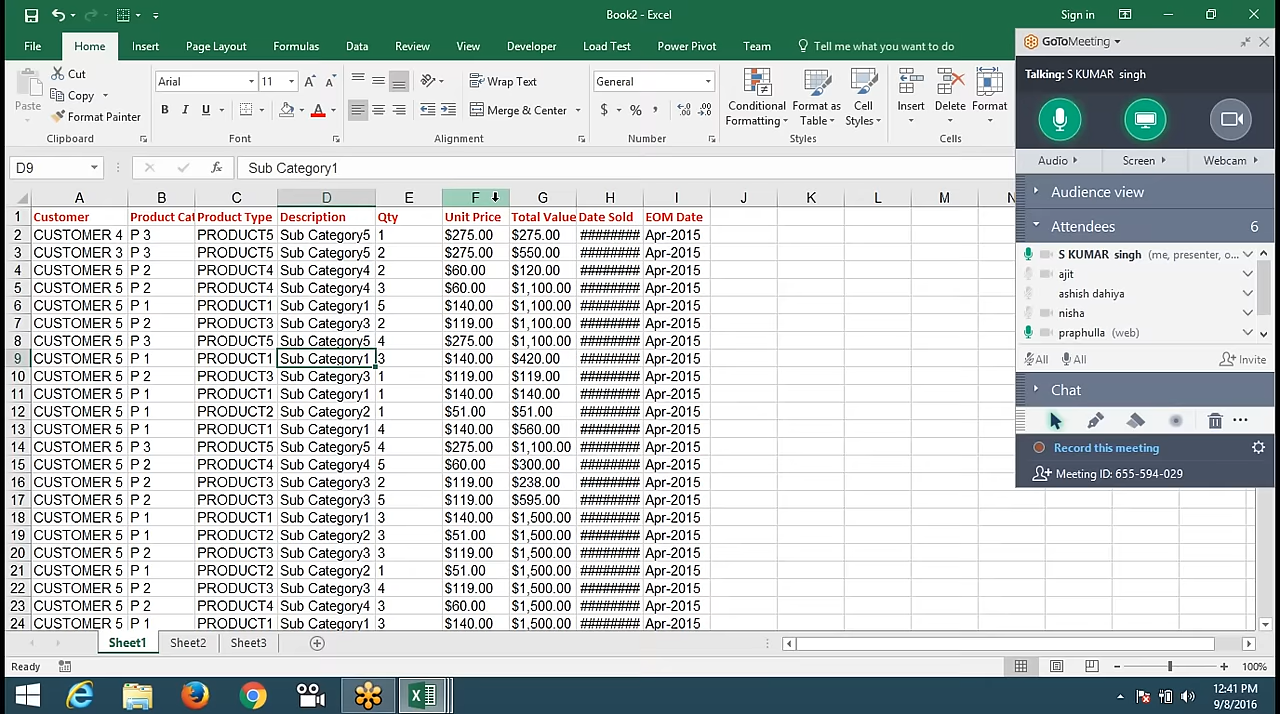 Book2 - Excel
Sign in
File Home Insert Page Layout Formulas Data Review View Developer Load Test Power Pivot Team Tell me what you want to do
Paste
Cut
Copy
Format Painter
Clipboard
Arial 11
B I U
Font
Wrap Text
Merge & Center
Alignment
General
$ % ,
Number
Conditional Formatting
Format as Table
Cell Styles
Styles
Insert Delete Format
Cells
D9 fx Sub Category1
A B C D E F G H I J K L M N
1 Customer Product Cat Product Type Description Qty Unit Price Total Value Date Sold EOM Date
2 CUSTOMER 4 P 3 PRODUCT5 Sub Category5 1 $275.00 $275.00 ######## Apr-2015
3 CUSTOMER 3 P 3 PRODUCT5 Sub Category5 2 $275.00 $550.00 ######## Apr-2015
4 CUSTOMER 5 P 2 PRODUCT4 Sub Category4 2 $60.00 $120.00 ######## Apr-2015
5 CUSTOMER 5 P 2 PRODUCT4 Sub Category4 3 $60.00 $1,100.00 ######## Apr-2015
6 CUSTOMER 5 P 1 PRODUCT1 Sub Category1 5 $140.00 $1,100.00 ######## Apr-2015
7 CUSTOMER 5 P 2 PRODUCT3 Sub Category3 2 $119.00 $1,100.00 ######## Apr-2015
8 CUSTOMER 5 P 3 PRODUCT5 Sub Category5 4 $275.00 $1,100.00 ######## Apr-2015
9 CUSTOMER 5 P 1 PRODUCT1 Sub Category1 3 $140.00 $420.00 ######## Apr-2015
10 CUSTOMER 5 P 2 PRODUCT3 Sub Category3 1 $119.00 $119.00 ######## Apr-2015
11 CUSTOMER 5 P 1 PRODUCT1 Sub Category1 1 $140.00 $140.00 ######## Apr-2015
12 CUSTOMER 5 P 1 PRODUCT2 Sub Category2 1 $51.00 $51.00 ######## Apr-2015
13 CUSTOMER 5 P 1 PRODUCT1 Sub Category1 4 $140.00 $560.00 ######## Apr-2015
14 CUSTOMER 5 P 3 PRODUCT5 Sub Category5 4 $275.00 $1,100.00 ######## Apr-2015
15 CUSTOMER 5 P 2 PRODUCT4 Sub Category4 5 $60.00 $300.00 ######## Apr-2015
16 CUSTOMER 5 P 2 PRODUCT3 Sub Category3 2 $119.00 $238.00 ######## Apr-2015
17 CUSTOMER 5 P 2 PRODUCT3 Sub Category3 5 $119.00 $595.00 ######## Apr-2015
18 CUSTOMER 5 P 1 PRODUCT1 Sub Category1 3 $140.00 $1,500.00 ######## Apr-2015
19 CUSTOMER 5 P 1 PRODUCT2 Sub Category2 3 $51.00 $1,500.00 ######## Apr-2015
20 CUSTOMER 5 P 2 PRODUCT3 Sub Category3 3 $119.00 $1,500.00 ######## Apr-2015
21 CUSTOMER 5 P 1 PRODUCT2 Sub Category2 1 $51.00 $1,500.00 ######## Apr-2015
22 CUSTOMER 5 P 2 PRODUCT3 Sub Category3 4 $119.00 $1,500.00 ######## Apr-2015
23 CUSTOMER 5 P 2 PRODUCT4 Sub Category4 3 $60.00 $1,500.00 ######## Apr-2015
24 CUSTOMER 5 P 1 PRODUCT1 Sub Category1 3 $140.00 $1,500.00 ######## Apr-2015
Sheet1 Sheet2 Sheet3
Ready
100%
GoToMeeting
Talking: S KUMAR singh
Audio Screen Webcam
Audience view
Attendees 6
S KUMAR singh (me, presenter, o...
ajit
ashish dahiya
nisha
praphulla (web)
All All Invite
Chat
Record this meeting
Meeting ID: 655-594-029
12:41 PM
9/8/2016